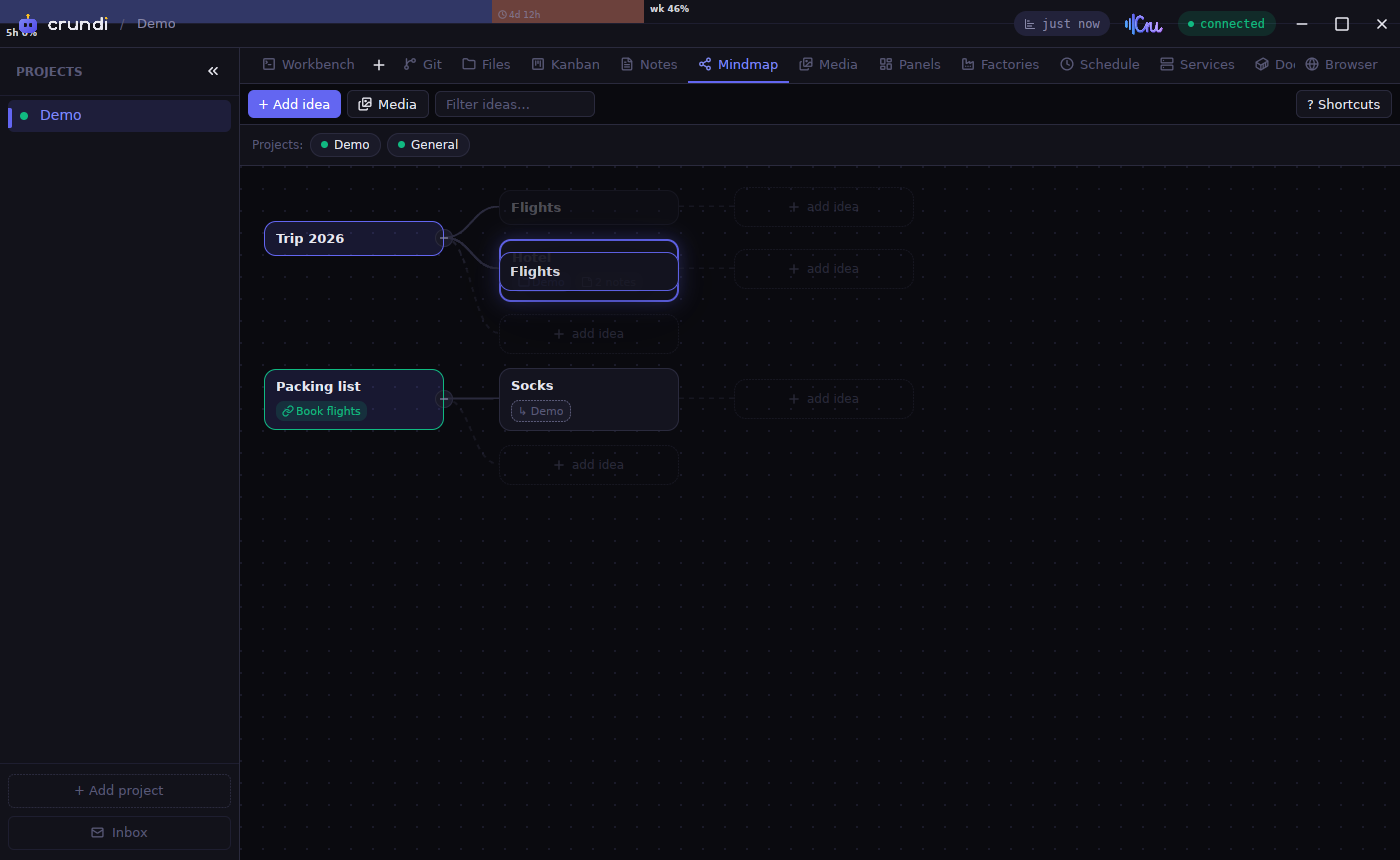 5h 0%
4d 12h
wk 46%
crundi / Demo
just now
Cru
connected
PROJECTS
Demo
+ Add project
Inbox
Workbench
+
Git
Files
Kanban
Notes
Mindmap
Media
Panels
Factories
Schedule
Services
Doc
Browser
+ Add idea
Media
Filter ideas...
? Shortcuts
Projects:
Demo
General
Flights
+ add idea
Trip 2026
Hotel
Flights
+ add idea
+ add idea
Packing list
Book flights
Socks
↳ Demo
+ add idea
+ add idea